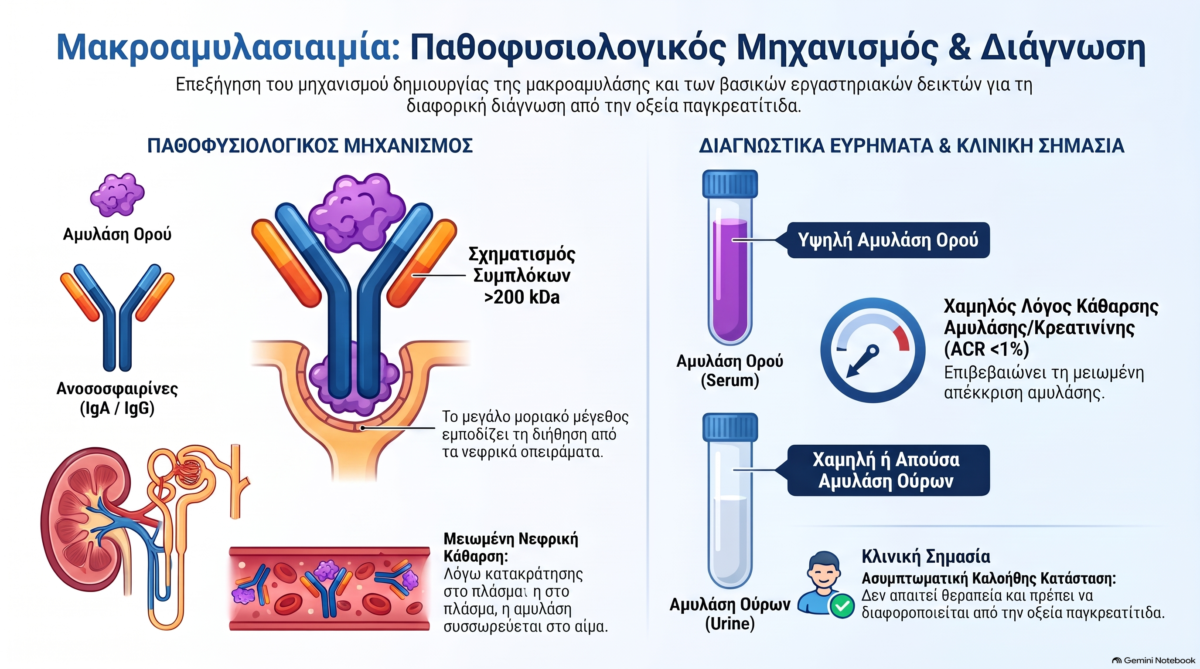 Μακροαμυλασιαιμία: Παθοφυσιολογικός Μηχανισμός & Διάγνωση
Επεξήγηση του μηχανισμού δημιουργίας της μακροαμυλάσης και των βασικών εργαστηριακών δεικτών για τη
διαφορική διάγνωση από την οξεία παγκρεατίτιδα.
ΠΑΘΟΦΥΣΙΟΛΟΓΙΚΟΣ ΜΗΧΑΝΙΣΜΟΣ
Αμυλάση Ορού
Ανοσοσφαιρίνες
(IgA / IgG)
Σχηματισμός
Συμπλόκων
>200 kDa
Το μεγάλο μοριακό μέγεθος
εμποδίζει τη διήθηση από
τα νεφρικά οπειράματα.
Μειωμένη Νεφρική
Κάθαρση:
Λόγω κατακράτησης
στο πλάσμαι η στο
πλάσμα, η αμυλάση
συσσωρεύεται στο αίμα.
ΔΙΑΓΝΩΣΤΙΚΑ ΕΥΡΗΜΑΤΑ & ΚΛΙΝΙΚΗ ΣΗΜΑΣΙΑ
Υψηλή Αμυλάση Ορού
Αμυλάση Ορού
(Serum)
Χαμηλός Λόγος Κάθαρσης
Αμυλάσης/Κρεατινίνης
(ACR <1%)
Επιβεβαιώνει τη μειωμένη
απέκκριση αμυλάσης.
Χαμηλή ή Απούσα
Αμυλάση Ούρων
Αμυλάση Ούρων
(Urine)
Κλινική Σημασία
Ασυμπτωματική Καλοήθης Κατάσταση:
Δεν απαιτεί θεραπεία και πρέπει να
διαφοροποιείται από την οξεία παγκρεατίτιδα.
Gemini Notebook